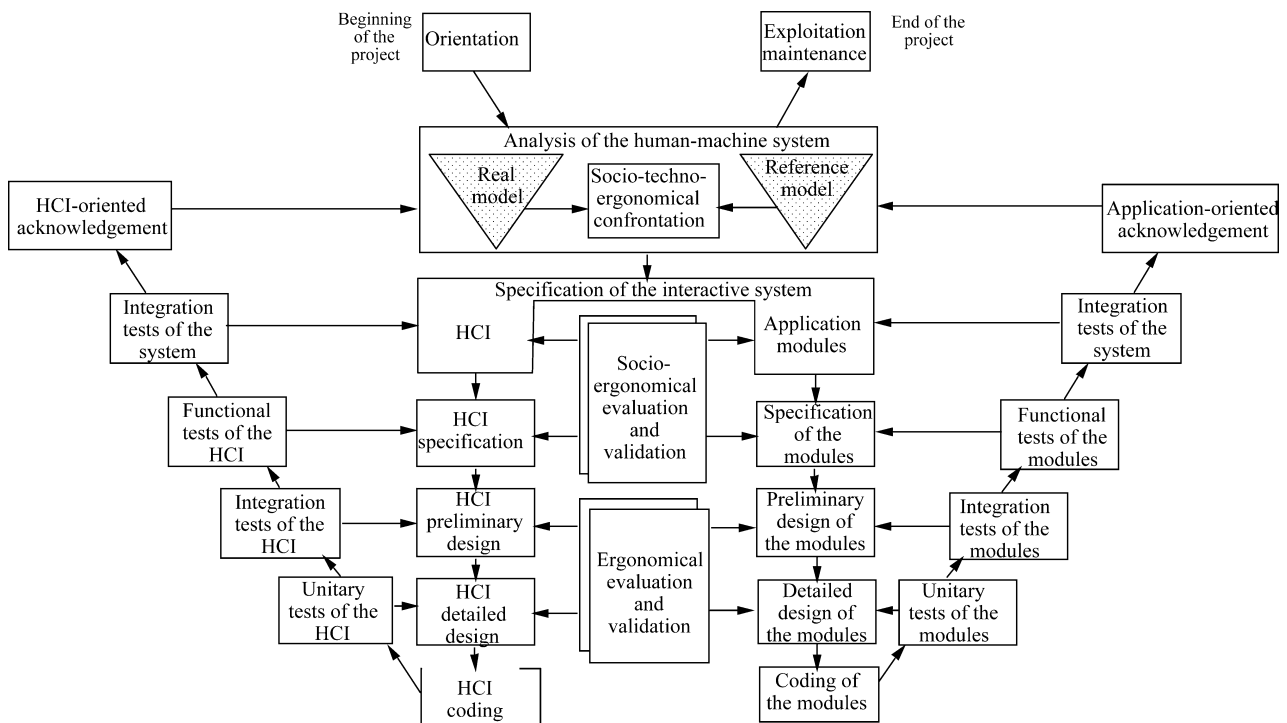 Beginning
of the
project
Orientation
Exploitation
maintenance
End of the
project
Analysis of the human-machine system
Real
model
Socio-techno-
ergonomical
confrontation
Reference
model
HCI-oriented
acknowledgement
Application-oriented
acknowledgement
Specification of the interactive system
HCI
Application
modules
Integration
tests of the
system
Integration
tests of the
system
Socio-
ergonomical
evaluation
and
validation
Functional
tests of the
HCI
HCI
specification
Specification
of the
modules
Functional
tests of the
modules
Integration
tests of the
HCI
HCI
preliminary
design
Preliminary
design of
the modules
Integration
tests of the
modules
Ergonomical
evaluation
and
validation
Unitary
tests of the
HCI
HCI
detailed
design
Detailed
design of
the modules
Unitary
tests of the
modules
HCI
coding
Coding of
the modules